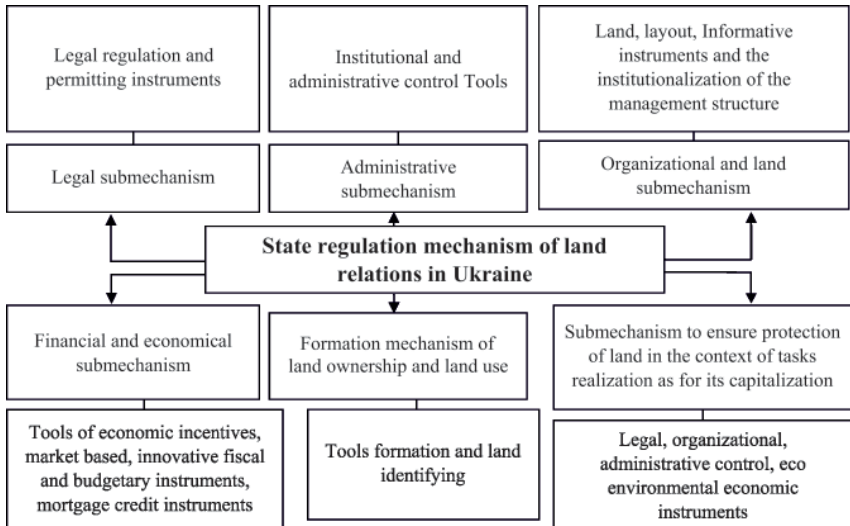 Legal regulation and
permitting instruments
Institutional and
administrative control Tools
Land, layout, Informative
instruments and the
institutionalization of the
management structure
Legal submechanism
Administrative
submechanism
Organizational and land
submechanism
State regulation mechanism of land
relations in Ukraine
Financial and economical
submechanism
Formation mechanism of
land ownership and land use
Submechanism to ensure protection
of land in the context of tasks
realization as for its capitalization
Tools of economic incentives,
market based, innovative fiscal
and budgetary instruments,
mortgage credit instruments
Tools formation and land
identifying
Legal, organizational,
administrative control, eco
environmental economic
instruments